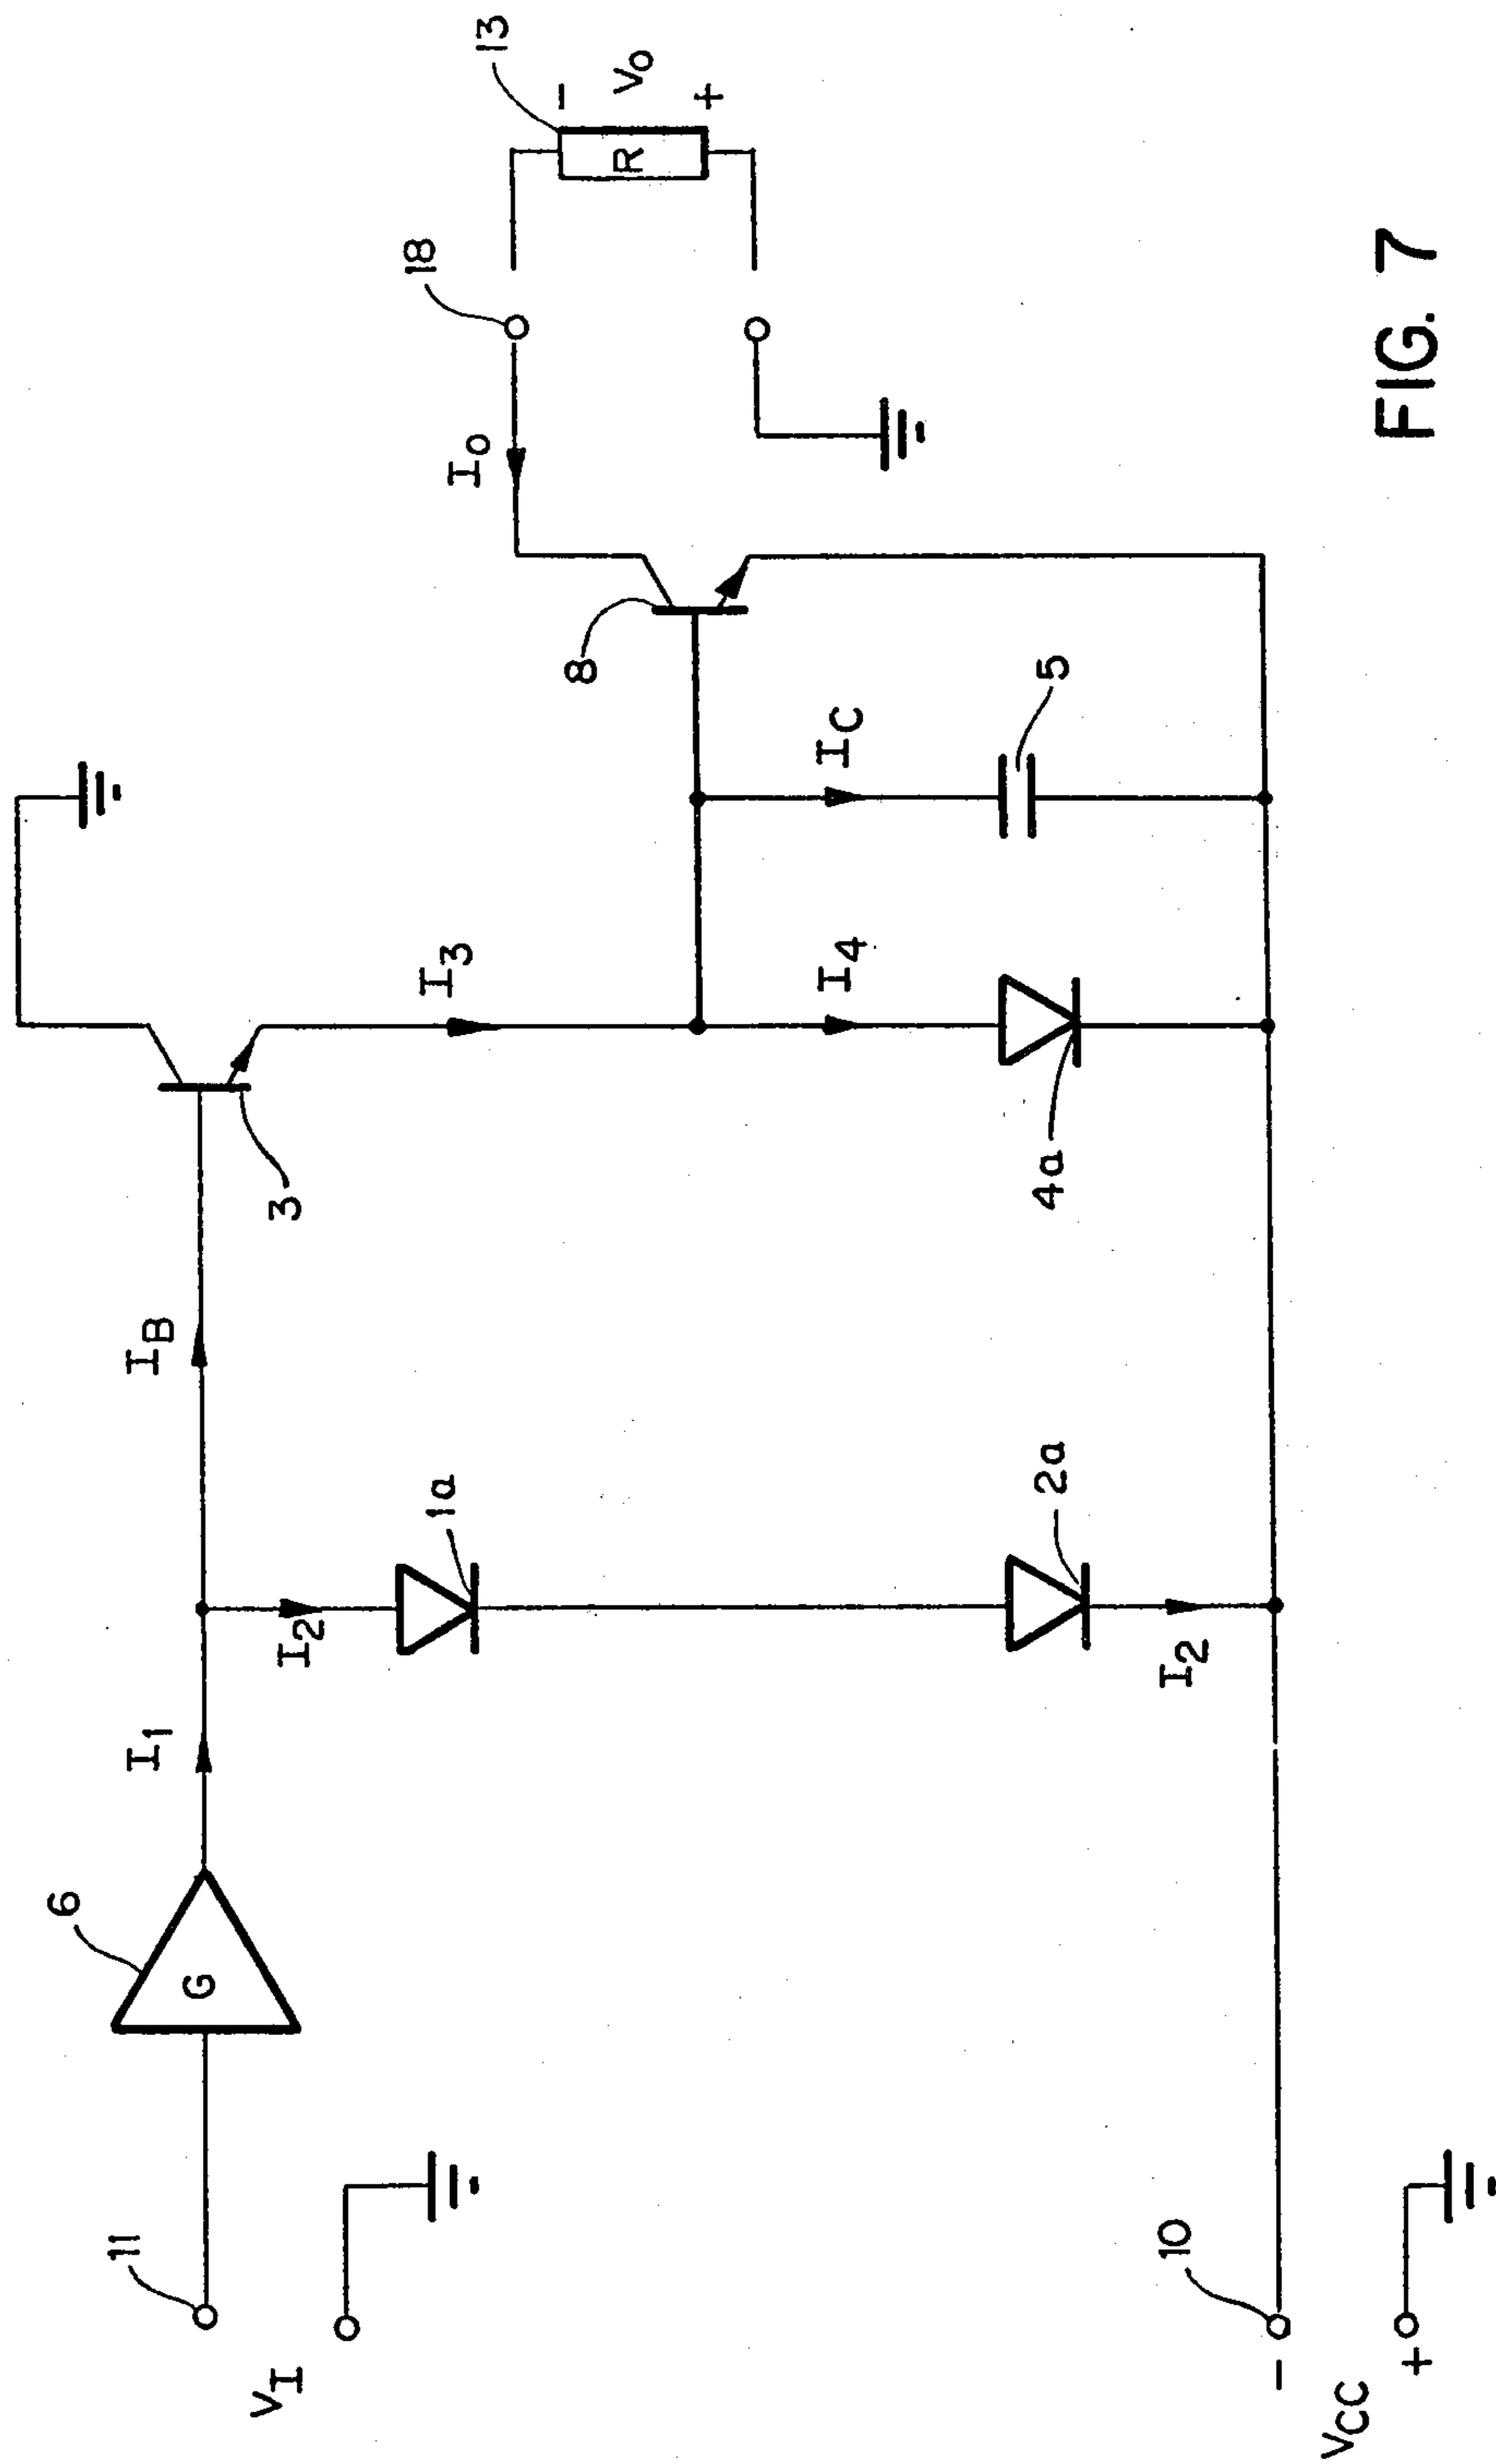 11
VI
6
G
I1
IB
I2
1a
2a
I2
3
I3
I4
4a
IC
5
8
IO
18
13
R
-
VO
+
10
-
VCC
+
FIG. 7